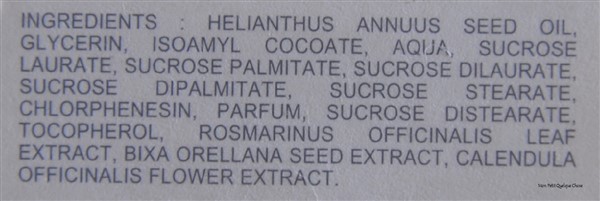 INGREDIENTS : HELIANTHUS ANNUUS SEED OIL,
GLYCERIN, ISOAMYL COCOATE, AQUA, SUCROSE
LAURATE, SUCROSE PALMITATE, SUCROSE DILAURATE,
SUCROSE DIPALMITATE, SUCROSE STEARATE,
CHLORPHENESIN, PARFUM, SUCROSE DISTEARATE,
TOCOPHEROL, ROSMARINUS OFFICINALIS LEAF
EXTRACT, BIXA ORELLANA SEED EXTRACT, CALENDULA
OFFICINALIS FLOWER EXTRACT.